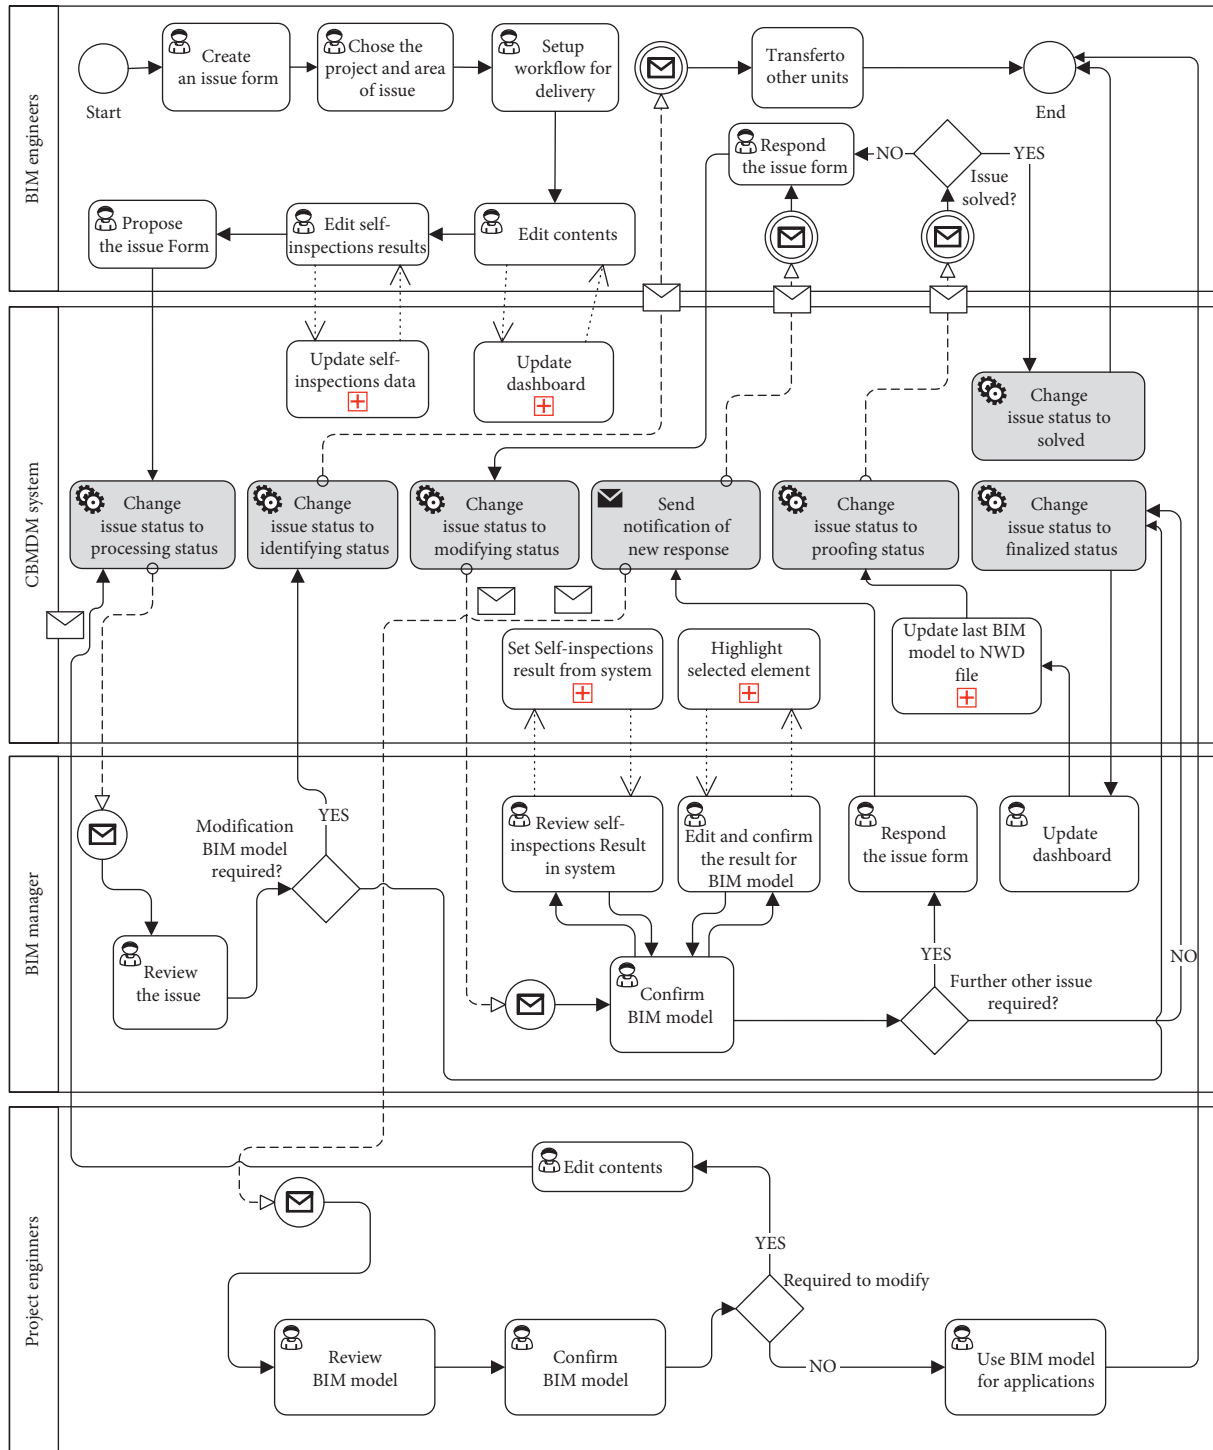 BIM engineers
Start
Create
an issue form
Chose the
project and area
of issue
Setup
workflow for
delivery
Transferto
other units
End
Respond
the issue form
NO
YES
Issue
solved?
Propose
the issue Form
Edit self-
inspections results
Edit contents
CBMDM system
Update self-
inspections data
Update
dashboard
Change
issue status to
solved
Change
issue status to
processing status
Change
issue status to
identifying status
Change
issue status to
modifying status
Send
notification of
new response
Change
issue status to
proofing status
Change
issue status to
finalized status
Set Self-inspections
result from system
Highlight
selected element
Update last BIM
model to NWD
file
BIM manager
Modification
BIM model
required?
YES
Review self-
inspections Result
in system
Edit and confirm
the result for
BIM model
Respond
the issue form
Update
dashboard
Review
the issue
Confirm
BIM model
YES
Further other issue
required?
NO
Project enginners
Edit contents
YES
Required to modify
Review
BIM model
Confirm
BIM model
NO
Use BIM model
for applications